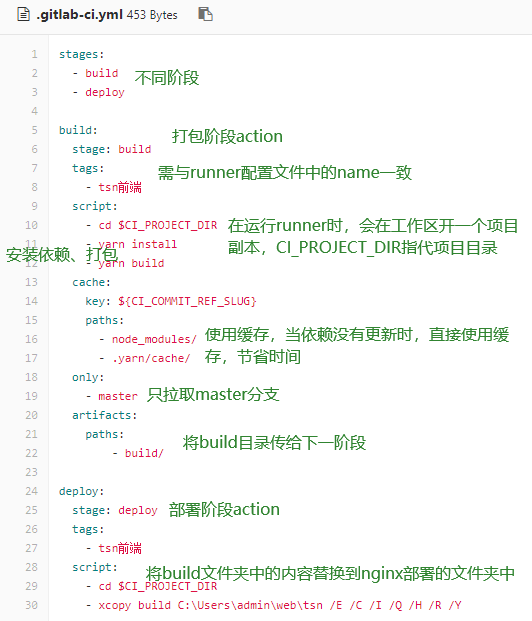 .gitlab-ci.yml 453 Bytes
1 stages:
2 - build
不同阶段
3 - deploy
4
5 build:
打包阶段action
6 stage: build
7 tags:
需与runner配置文件中的name一致
8 - tsn前端
9 script:
10 - cd $CI_PROJECT_DIR
在运行runner时，会在工作区开一个项目
11 - yarn install
副本，CI_PROJECT_DIR指代项目目录
安装依赖、打包
12 - yarn build
13 cache:
14 key: ${CI_COMMIT_REF_SLUG}
15 paths:
16 - node_modules/
使用缓存，当依赖没有更新时，直接使用缓
17 - .yarn/cache/
存，节省时间
18 only:
19 - master
只拉取master分支
20 artifacts:
21 paths:
将build目录传给下一阶段
22 - build/
23
24 deploy:
25 stage: deploy
部署阶段action
26 tags:
27 - tsn前端
28 script:
将build文件夹中的内容替换到nginx部署的文件夹中
29 - cd $CI_PROJECT_DIR
30 - xcopy build C:\Users\admin\web\tsn /E /C /I /Q /H /R /Y